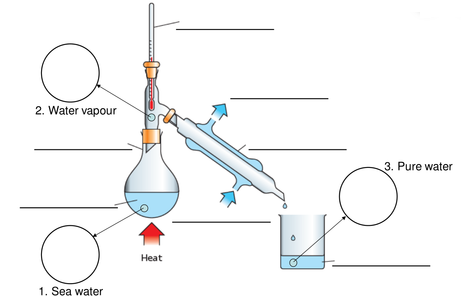 2. Water vapour
3. Pure water
Heat
1. Sea water